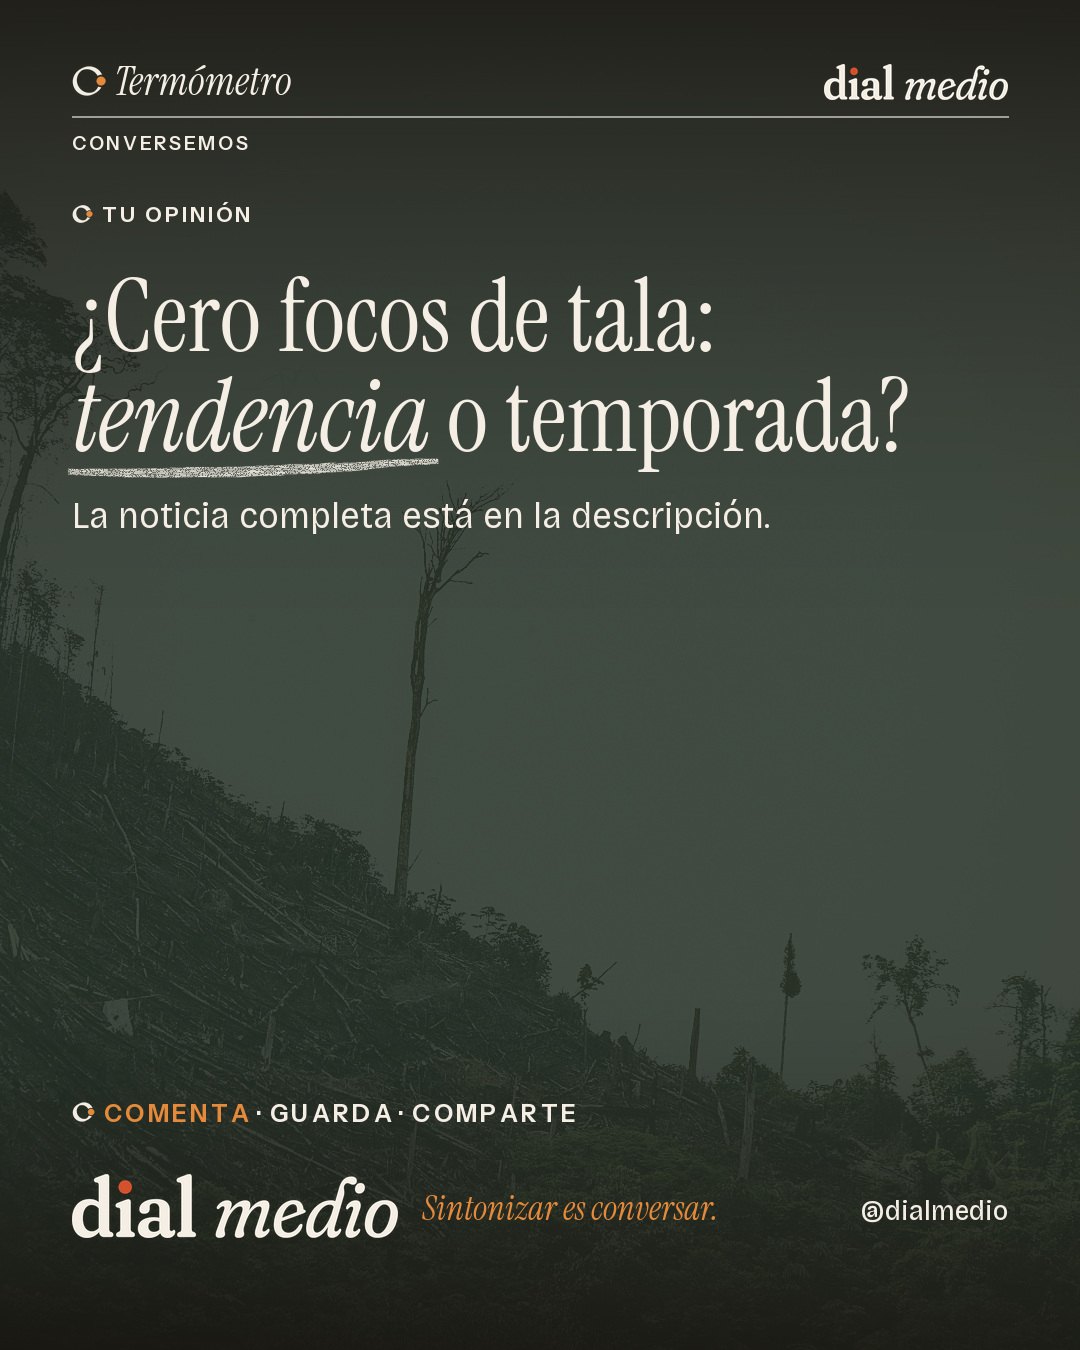 Termómetro
dial medio
CONVERSEMOS
TU OPINIÓN
¿Cero focos de tala:
tendencia o temporada?
La noticia completa está en la descripción.
COMENTA · GUARDA · COMPARTE
dial medio Sintonizar es conversar. @dialmedio